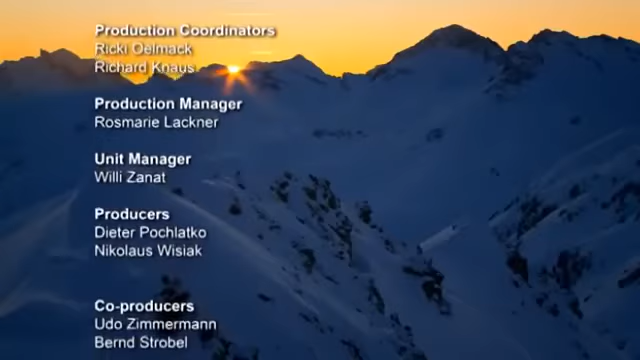 Production Coordinators
Ricki Oelmack
Richard Knaus
Production Manager
Rosmarie Lackner
Unit Manager
Willi Zanat
Producers
Dieter Pochlatko
Nikolaus Wisiak
Co-producers
Udo Zimmermann
Bernd Strobel